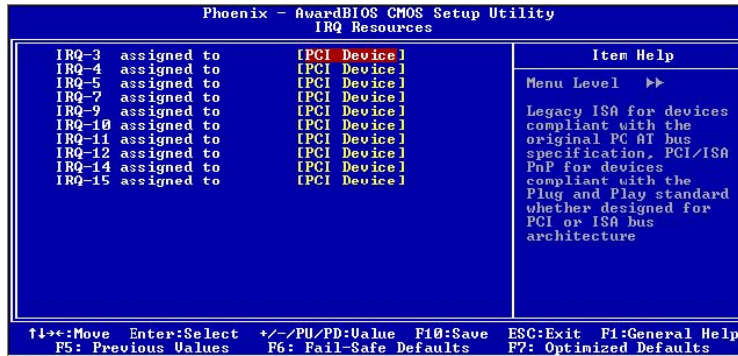 Phoenix - AwardBIOS CMOS Setup Utility
IRQ Resources
IRQ-3 assigned to [PCI Device]
IRQ-4 assigned to [PCI Device]
IRQ-5 assigned to [PCI Device]
IRQ-7 assigned to [PCI Device]
IRQ-9 assigned to [PCI Device]
IRQ-10 assigned to [PCI Device]
IRQ-11 assigned to [PCI Device]
IRQ-12 assigned to [PCI Device]
IRQ-14 assigned to [PCI Device]
IRQ-15 assigned to [PCI Device]
Item Help
Menu Level ▶▶
Legacy ISA for devices
compliant with the
original PC AT bus
specification, PCI/ISA
PnP for devices
compliant with the
Plug and Play standard
whether designed for
PCI or ISA bus
architecture
↑↓→←:Move Enter:Select +/-/PU/PD:Value F10:Save ESC:Exit F1:General Help
F5: Previous Values F6: Fail-Safe Defaults F7: Optimized Defaults